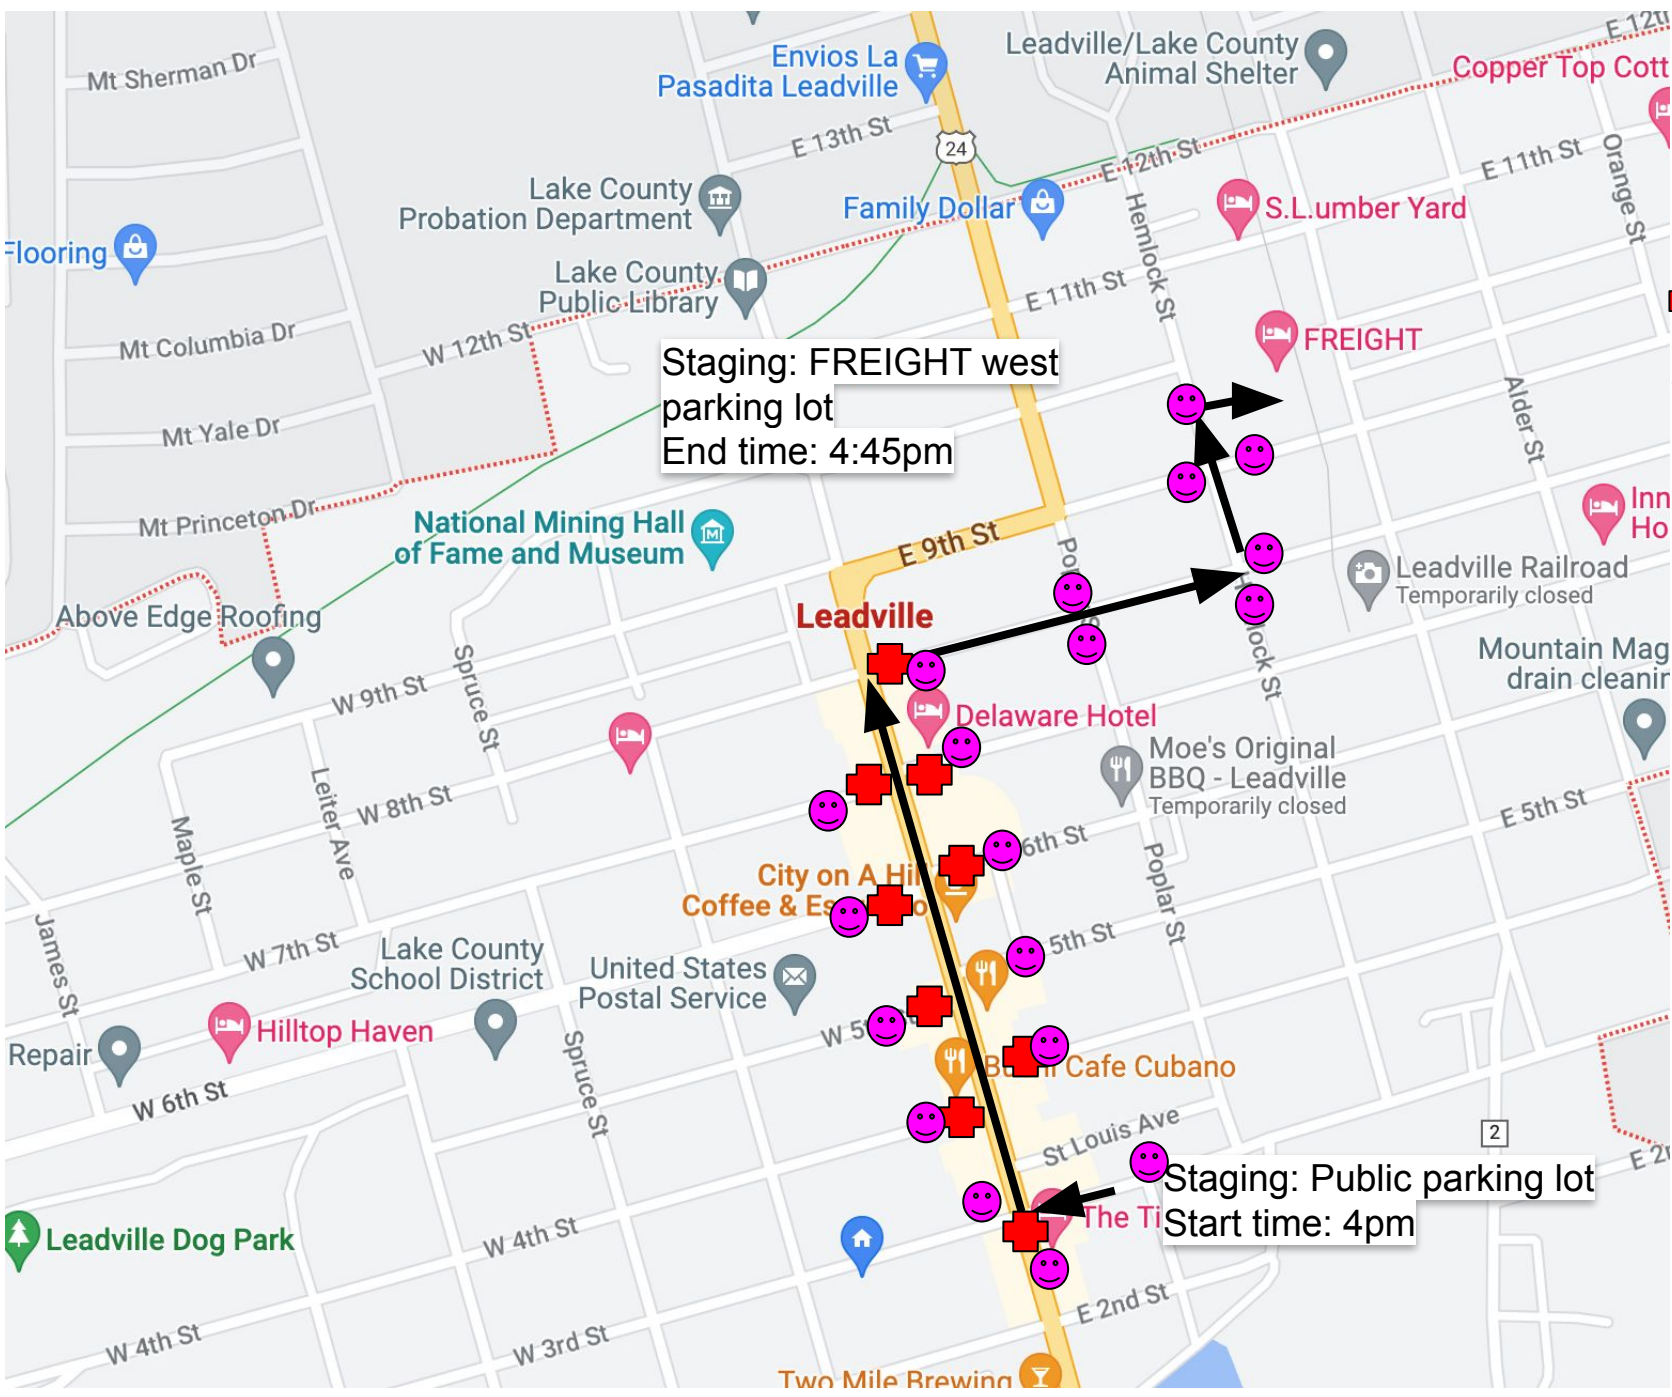 E 12th
Mt Sherman Dr
Envios La
Pasadita Leadville
Leadville/Lake County
Animal Shelter
Copper Top Cott
24
E 13th St
E 12th St
E 11th St
Orange St
Lake County
Probation Department
Family Dollar
Hemlock St
S.L.umber Yard
Flooring
Lake County
Public Library
E 11th St
Mt Columbia Dr
W 12th St
FREIGHT
Staging: FREIGHT west
parking lot
End time: 4:45pm
Mt Yale Dr
Alder St
Mt Princeton Dr
National Mining Hall
of Fame and Museum
E 9th St
Inn
Ho
Leadville Railroad
Temporarily closed
Above Edge Roofing
Leadville
Mountain Mag
drain cleanin
Spruce St
W 9th St
Delaware Hotel
Moe's Original
BBQ - Leadville
Temporarily closed
Leiter Ave
W 8th St
Maple St
E 5th St
6th St
City on A Hil
Coffee &
Poplar St
James St
W 7th St
Lake County
School District
United States
Postal Service
5th St
Hilltop Haven
Repair
W 5
Cafe Cubano
W 6th St
Spruce St
St Louis Ave
2
E 2n
Staging: Public parking lot
Start time: 4pm
The Ti
Leadville Dog Park
W 4th St
E 2nd St
W 4th St
W 3rd St
Two Mile Brewing